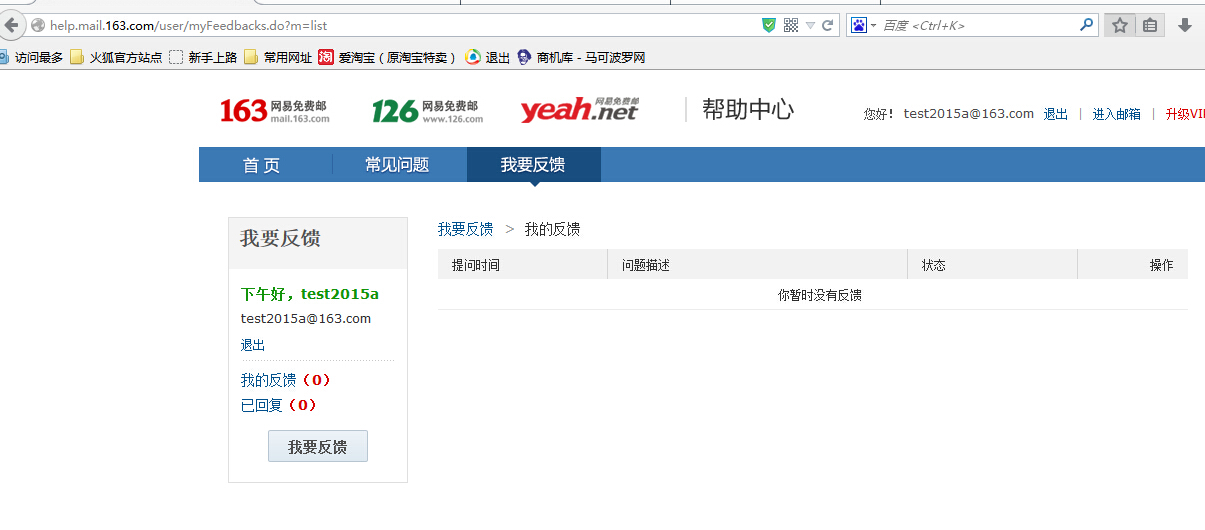 help.mail.163.com/user/myFeedbacks.do?m=list
百度 <Ctrl+K>
访问最多 火狐官方站点 新手上路 常用网址 淘 爱淘宝（原淘宝特卖） 退出 商机库 - 马可波罗网
163 网易免费邮 mail.163.com 126 网易免费邮 www.126.com yeah.net 网易免费邮 帮助中心
您好！ test2015a@163.com 退出 | 进入邮箱 | 升级VI
首 页 常见问题 我要反馈
我要反馈
下午好，test2015a
test2015a@163.com
退出
我的反馈（0）
已回复（0）
我要反馈
我要反馈 > 我的反馈
提问时间 问题描述 状态 操作
你暂时没有反馈